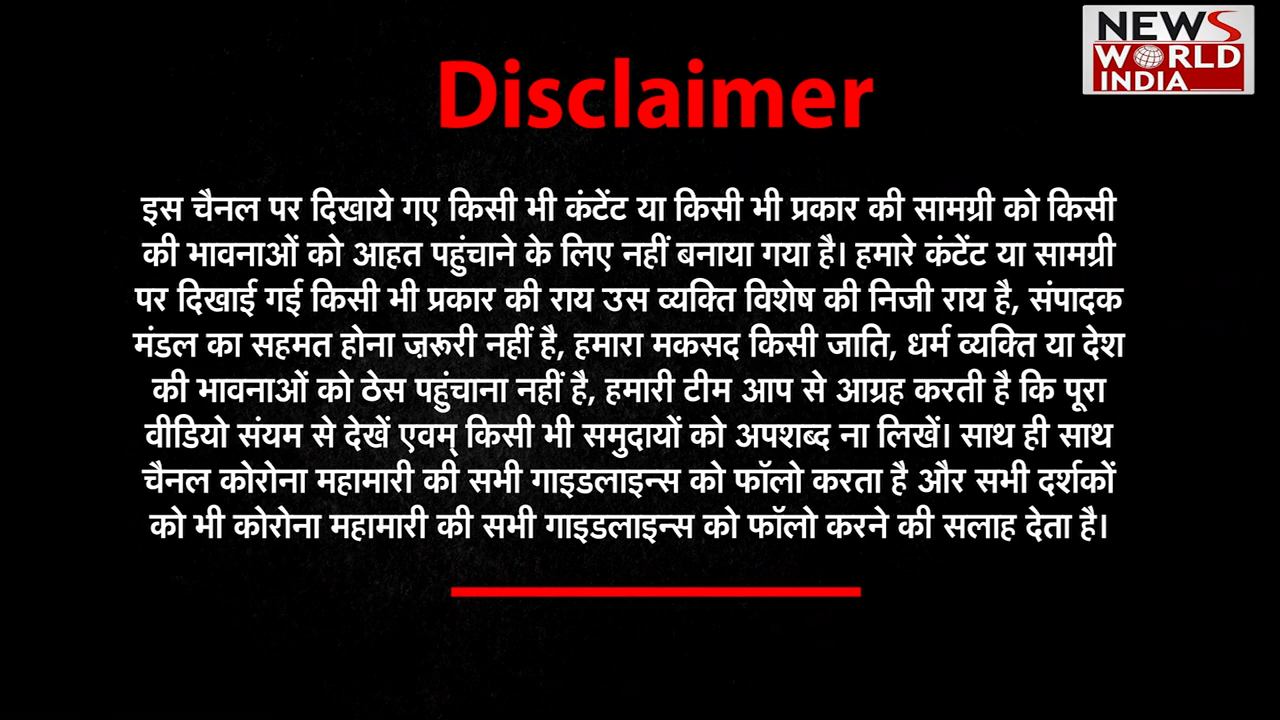 NEWS
WORLD
INDIA
Disclaimer
इस चैनल पर दिखाये गए किसी भी कंटेंट या किसी भी प्रकार की सामग्री को किसी
की भावनाओं को आहत पहुंचाने के लिए नहीं बनाया गया है। हमारे कंटेंट या सामग्री
पर दिखाई गई किसी भी प्रकार की राय उस व्यक्ति विशेष की निजी राय है, संपादक
मंडल का सहमत होना ज़रूरी नहीं है, हमारा मकसद किसी जाति, धर्म व्यक्ति या देश
की भावनाओं को ठेस पहुंचाना नहीं है, हमारी टीम आप से आग्रह करती है कि पूरा
वीडियो संयम से देखें एवम् किसी भी समुदायों को अपशब्द ना लिखें। साथ ही साथ
चैनल कोरोना महामारी की सभी गाइडलाइन्स को फॉलो करता है और सभी दर्शकों
को भी कोरोना महामारी की सभी गाइडलाइन्स को फॉलो करने की सलाह देता है।